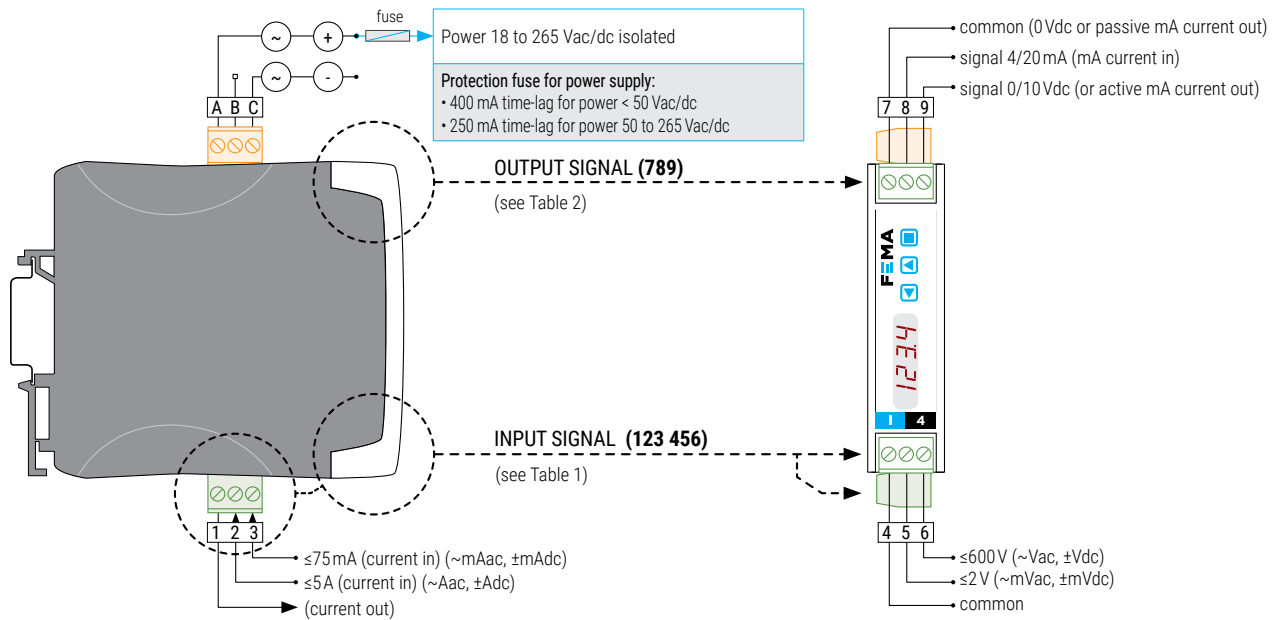 fuse
~ +
~ -
Power 18 to 265 Vac/dc isolated
Protection fuse for power supply:
• 400 mA time-lag for power < 50 Vac/dc
• 250 mA time-lag for power 50 to 265 Vac/dc
A B C
common (0 Vdc or passive mA current out)
signal 4/20 mA (mA current in)
signal 0/10 Vdc (or active mA current out)
7 8 9
OUTPUT SIGNAL (789)
(see Table 2)
FEMA
12.34
I 4
INPUT SIGNAL (123 456)
(see Table 1)
1 2 3
≤75 mA (current in) (~mAac, ±mAdc)
≤5 A (current in) (~Aac, ±Adc)
(current out)
4 5 6
≤600 V (~Vac, ±Vdc)
≤2 V (~mVac, ±mVdc)
common